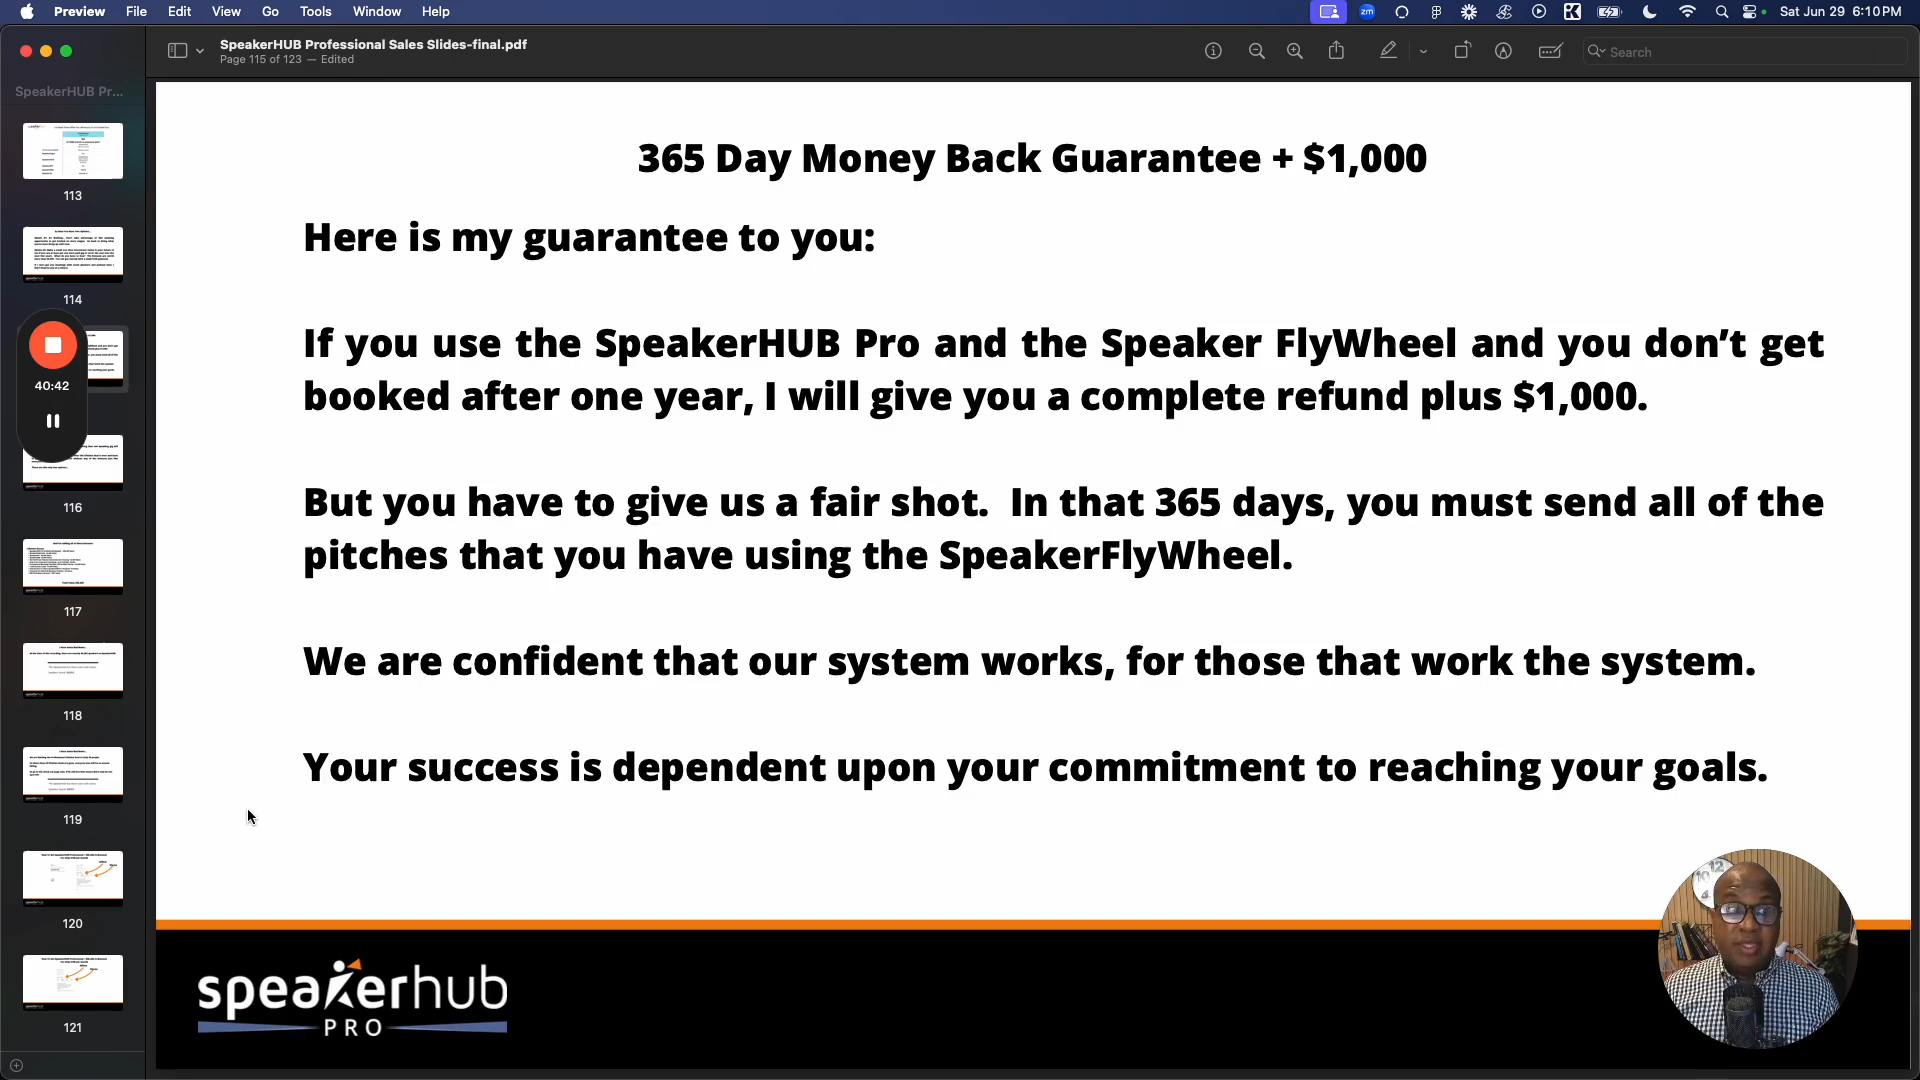 Preview File Edit View Go Tools Window Help
zm
Sat Jun 29 6:10 PM
SpeakerHUB Professional Sales Slides-final.pdf
Page 115 of 123 — Edited
Search
SpeakerHUB Pr...
113
114
40:42
116
117
118
119
120
121
365 Day Money Back Guarantee + $1,000
Here is my guarantee to you:
If you use the SpeakerHUB Pro and the Speaker FlyWheel and you don’t get
booked after one year, I will give you a complete refund plus $1,000.
But you have to give us a fair shot. In that 365 days, you must send all of the
pitches that you have using the SpeakerFlyWheel.
We are confident that our system works, for those that work the system.
Your success is dependent upon your commitment to reaching your goals.
speakerhub
PRO